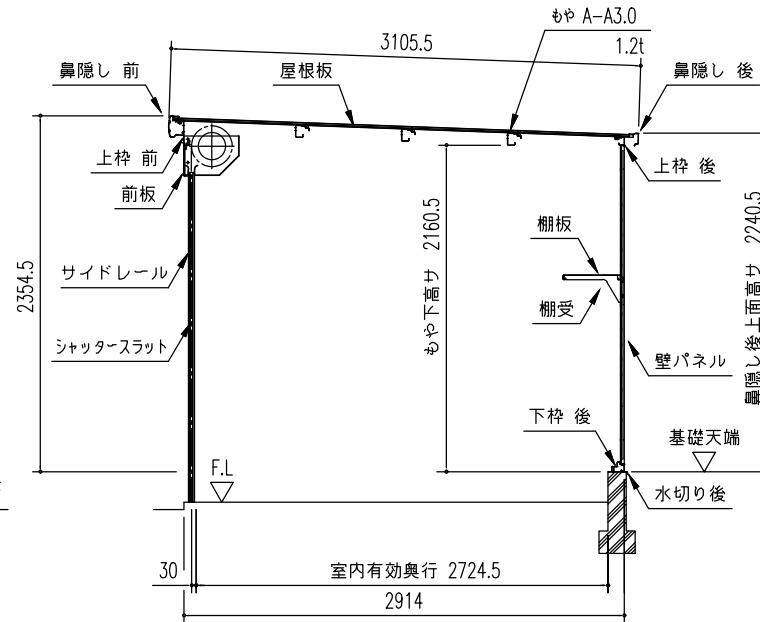 もや A-A3.0
3105.5
1.2t
鼻隠し 前
屋根板
鼻隠し 後
上枠 前
上枠 後
前板
2354.5
サイドレール
もや下高サ 2160.5
棚板
鼻隠し後上面高サ 2240.5
棚受
シャッタースラット
壁パネル
下枠 後
基礎天端
F.L
水切り後
30
室内有効奥行 2724.5
2914